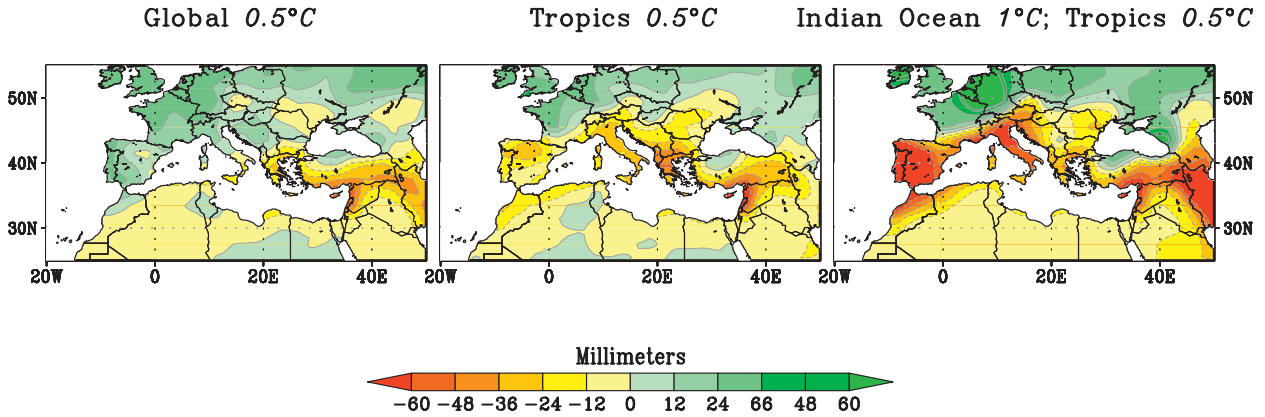 Global 0.5°C Tropics 0.5°C Indian Ocean 1°C; Tropics 0.5°C
50N 50N
40N 40N
30N 30N
20W 0 20E 40E 20W 0 20E 40E 20W 0 20E 40E
Millimeters
−60 −48 −36 −24 −12 0 12 24 66 48 60